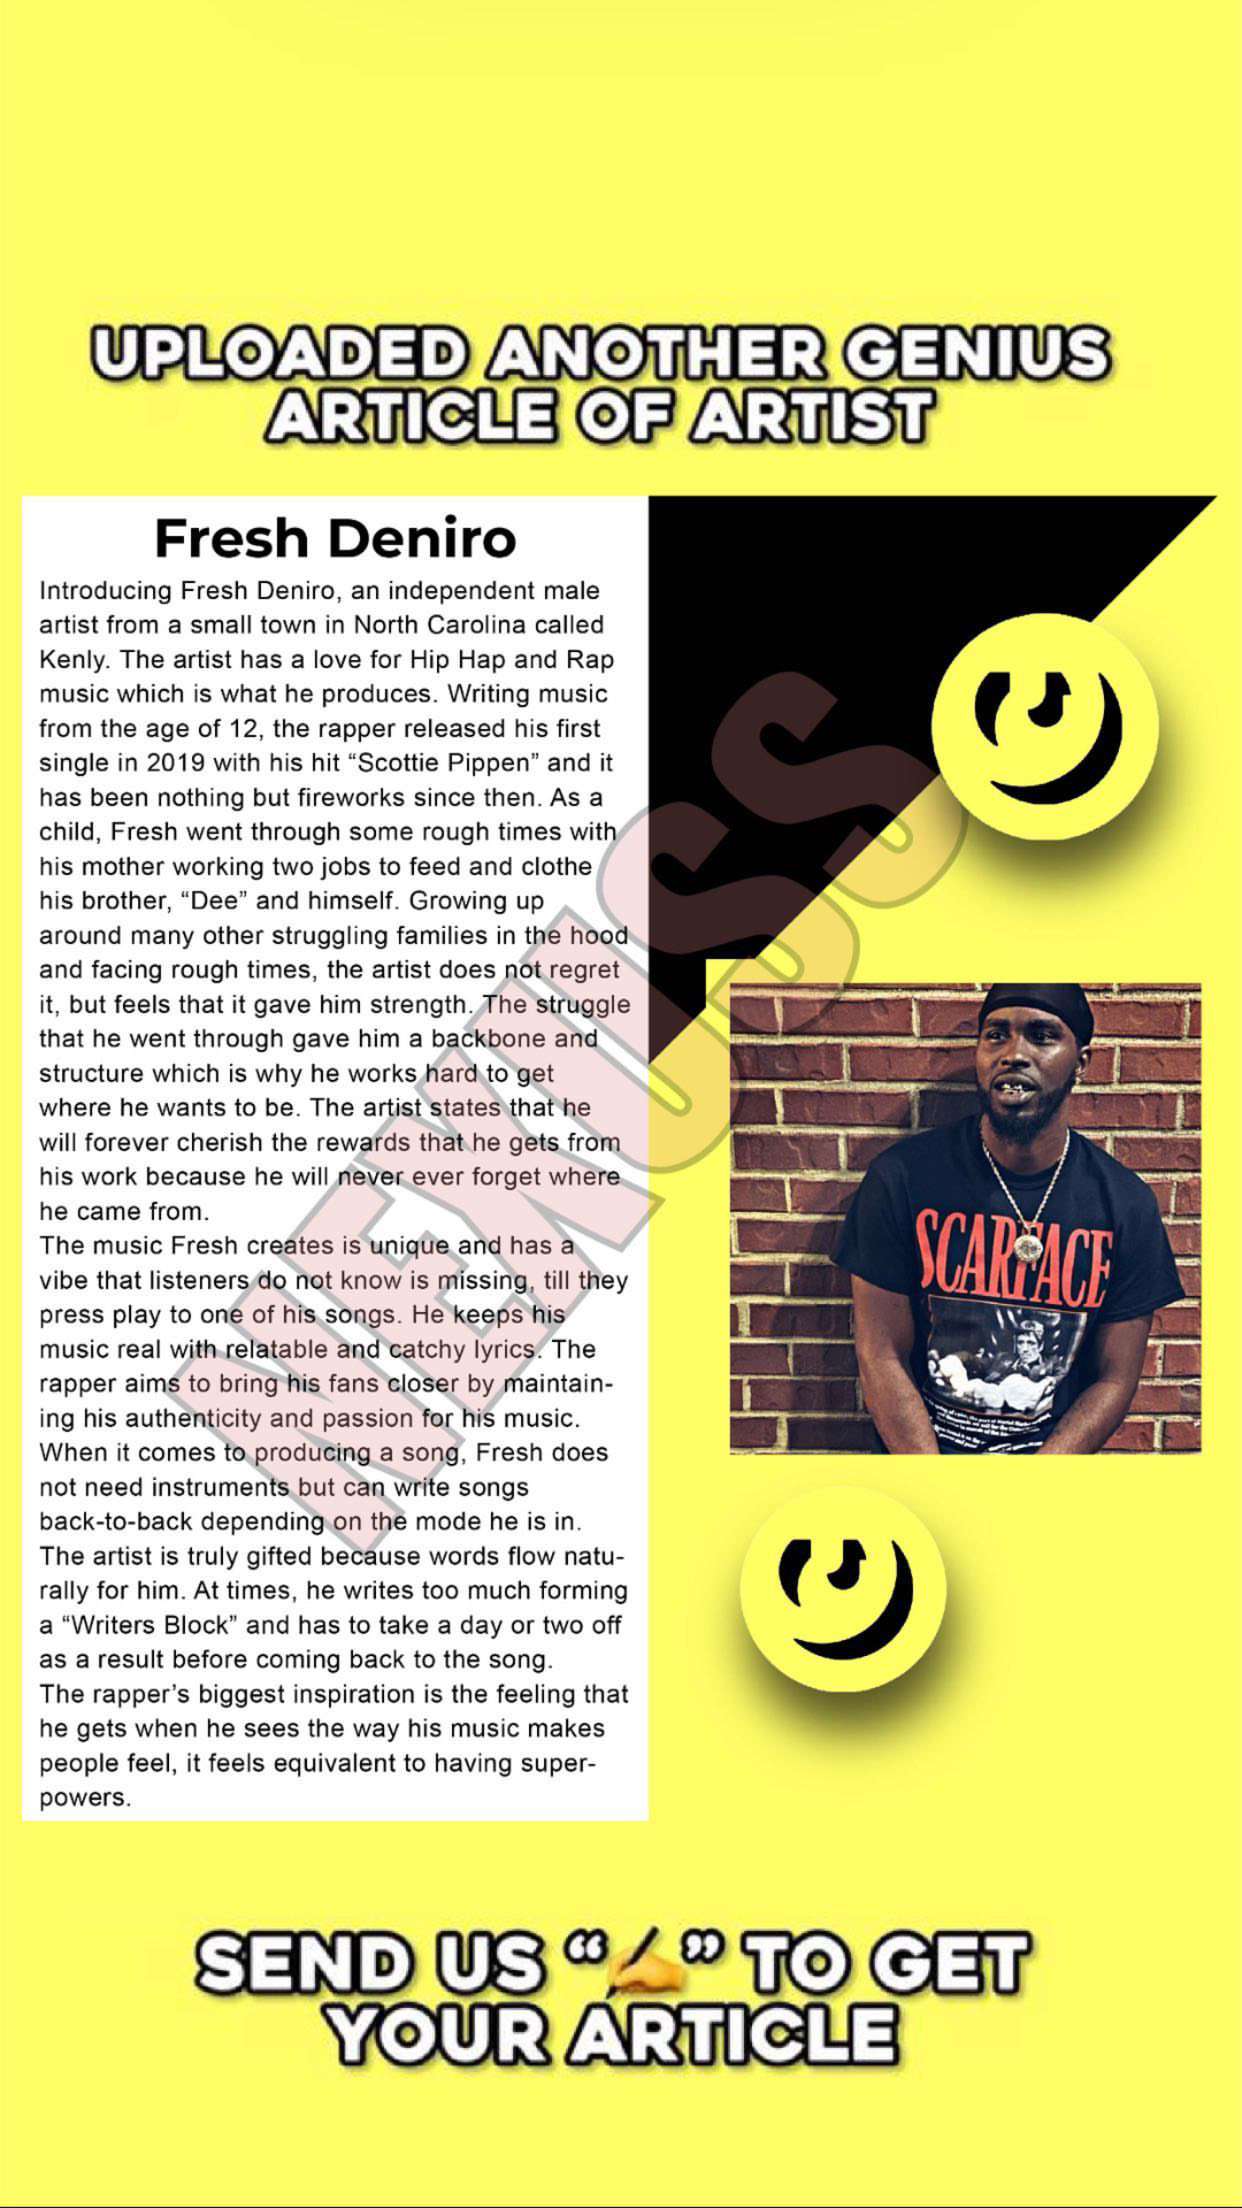 UPLOADED ANOTHER GENIUS
ARTICLE OF ARTIST
Fresh Deniro
Introducing Fresh Deniro, an independent male
artist from a small town in North Carolina called
Kenly. The artist has a love for Hip Hap and Rap
music which is what he produces. Writing music
from the age of 12, the rapper released his first
single in 2019 with his hit “Scottie Pippen” and it
has been nothing but fireworks since then. As a
child, Fresh went through some rough times with
his mother working two jobs to feed and clothe
his brother, “Dee” and himself. Growing up
around many other struggling families in the hood
and facing rough times, the artist does not regret
it, but feels that it gave him strength. The struggle
that he went through gave him a backbone and
structure which is why he works hard to get
where he wants to be. The artist states that he
will forever cherish the rewards that he gets from
his work because he will never ever forget where
he came from.
The music Fresh creates is unique and has a
vibe that listeners do not know is missing, till they
press play to one of his songs. He keeps his
music real with relatable and catchy lyrics. The
rapper aims to bring his fans closer by maintain-
ing his authenticity and passion for his music.
When it comes to producing a song, Fresh does
not need instruments but can write songs
back-to-back depending on the mode he is in.
The artist is truly gifted because words flow natu-
rally for him. At times, he writes too much forming
a “Writers Block” and has to take a day or two off
as a result before coming back to the song.
The rapper’s biggest inspiration is the feeling that
he gets when he sees the way his music makes
people feel, it feels equivalent to having super-
powers.
NEXUSS
SCARFACE
SEND US “✍️” TO GET
YOUR ARTICLE